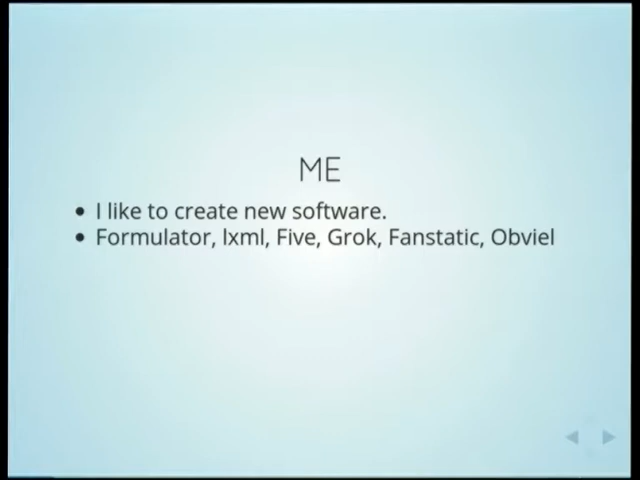 ME
• I like to create new software.
• Formulator, lxml, Five, Grok, Fanstatic, Obviel